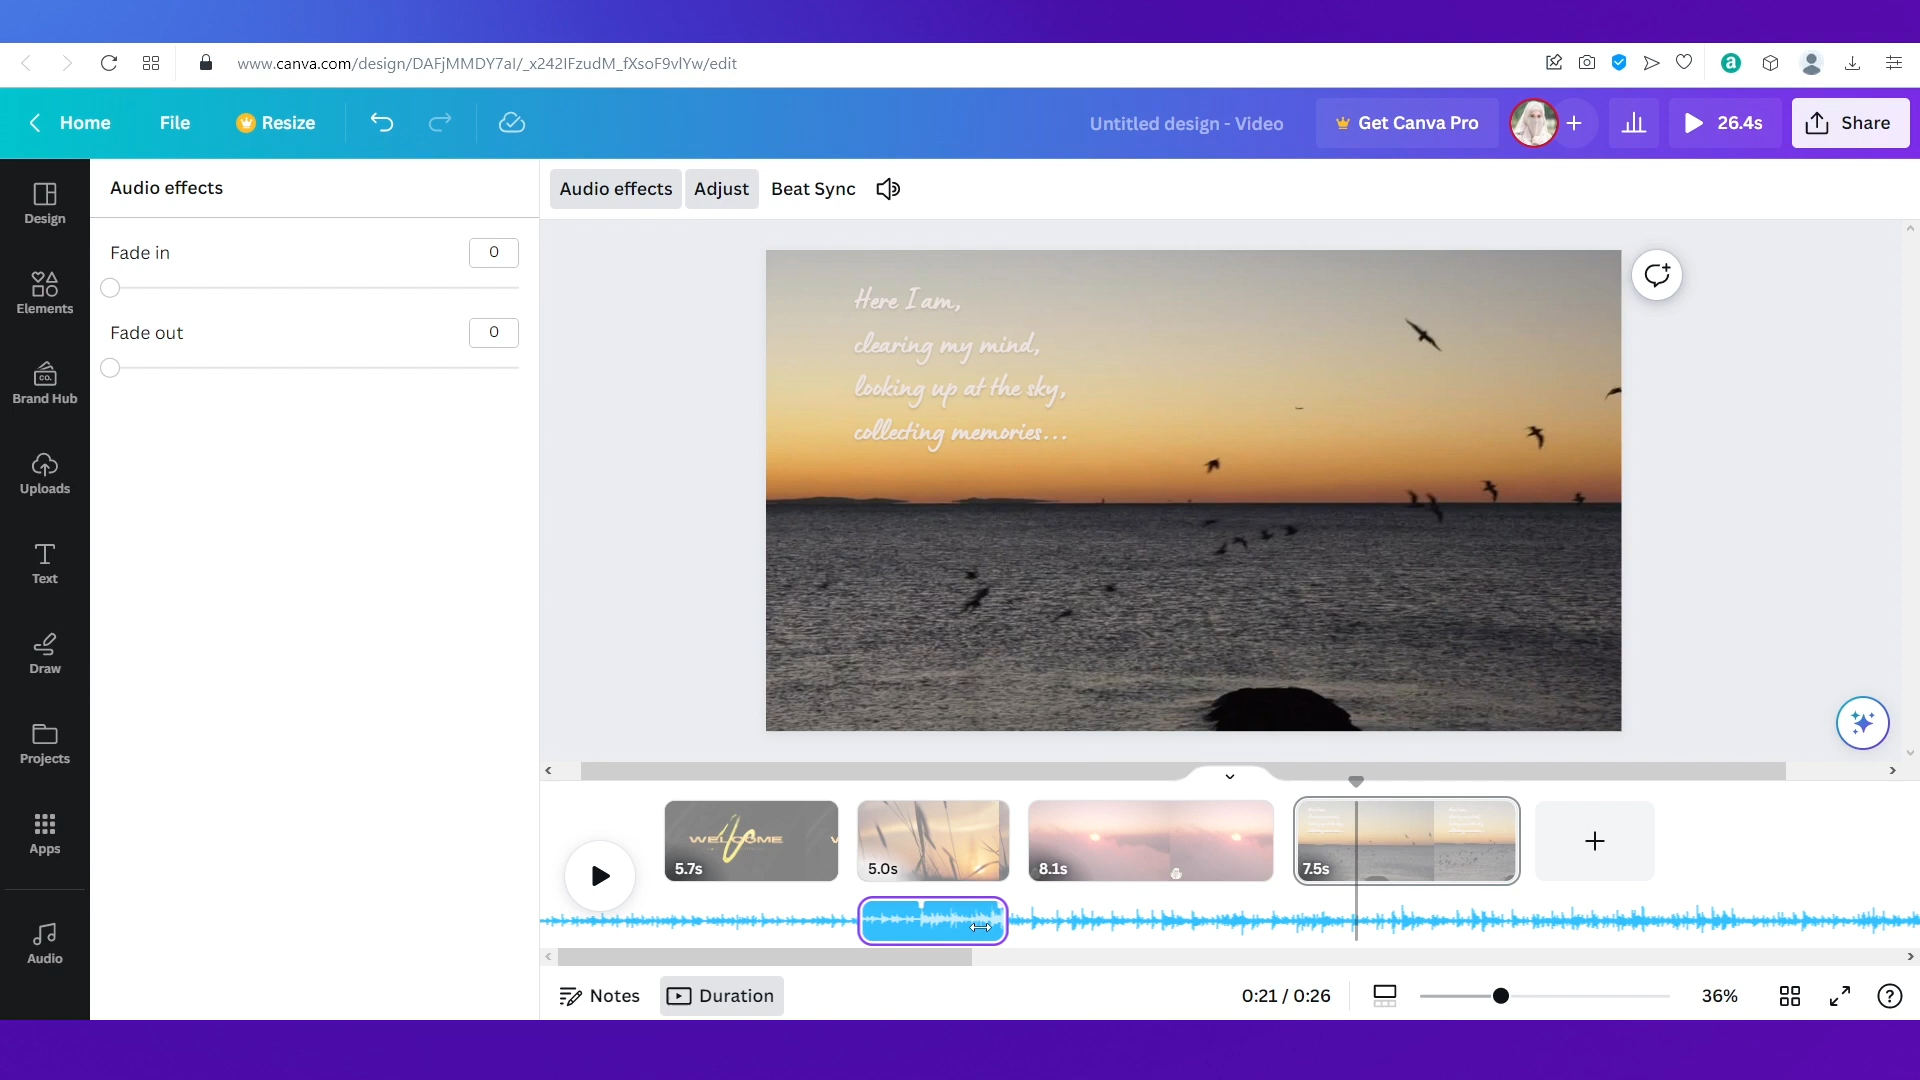 www.canva.com/design/DAFjMMDY7aI/_x242IFzudM_fXsoF9vlYw/edit
a
Home
File
Resize
Untitled design - Video
Get Canva Pro
26.4s
Share
Design
Elements
CO.
Brand Hub
Uploads
Text
Draw
Projects
Apps
Audio
Audio effects
Fade in
0
Fade out
0
Audio effects
Adjust
Beat Sync
Here I am,
clearing my mind,
looking up at the sky,
collecting memories...
WELCOME
5.7s
5.0s
8.1s
7.5s
Notes
Duration
0:21 / 0:26
36%